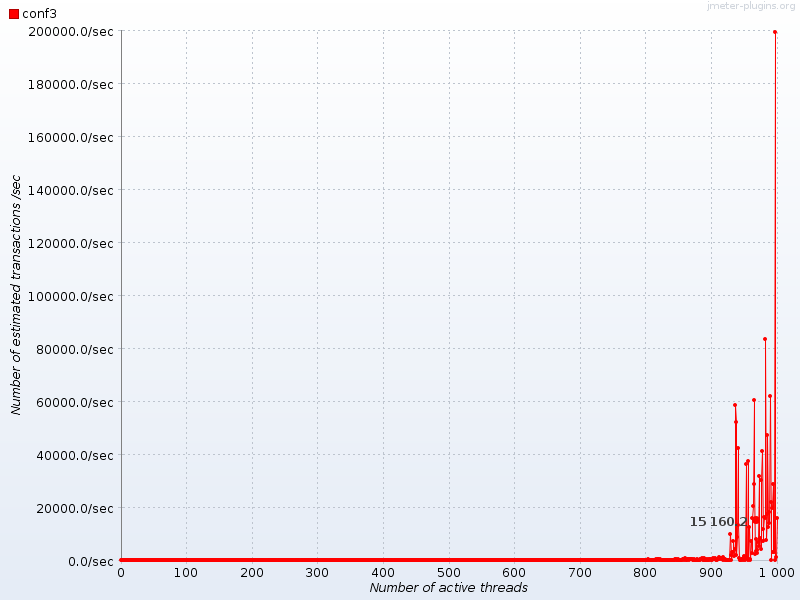 conf3
jmeter-plugins.org
200000.0/sec
180000.0/sec
160000.0/sec
140000.0/sec
120000.0/sec
100000.0/sec
80000.0/sec
60000.0/sec
40000.0/sec
20000.0/sec
0.0/sec
Number of estimated transactions /sec
15 160.2
0 100 200 300 400 500 600 700 800 900 1 000
Number of active threads